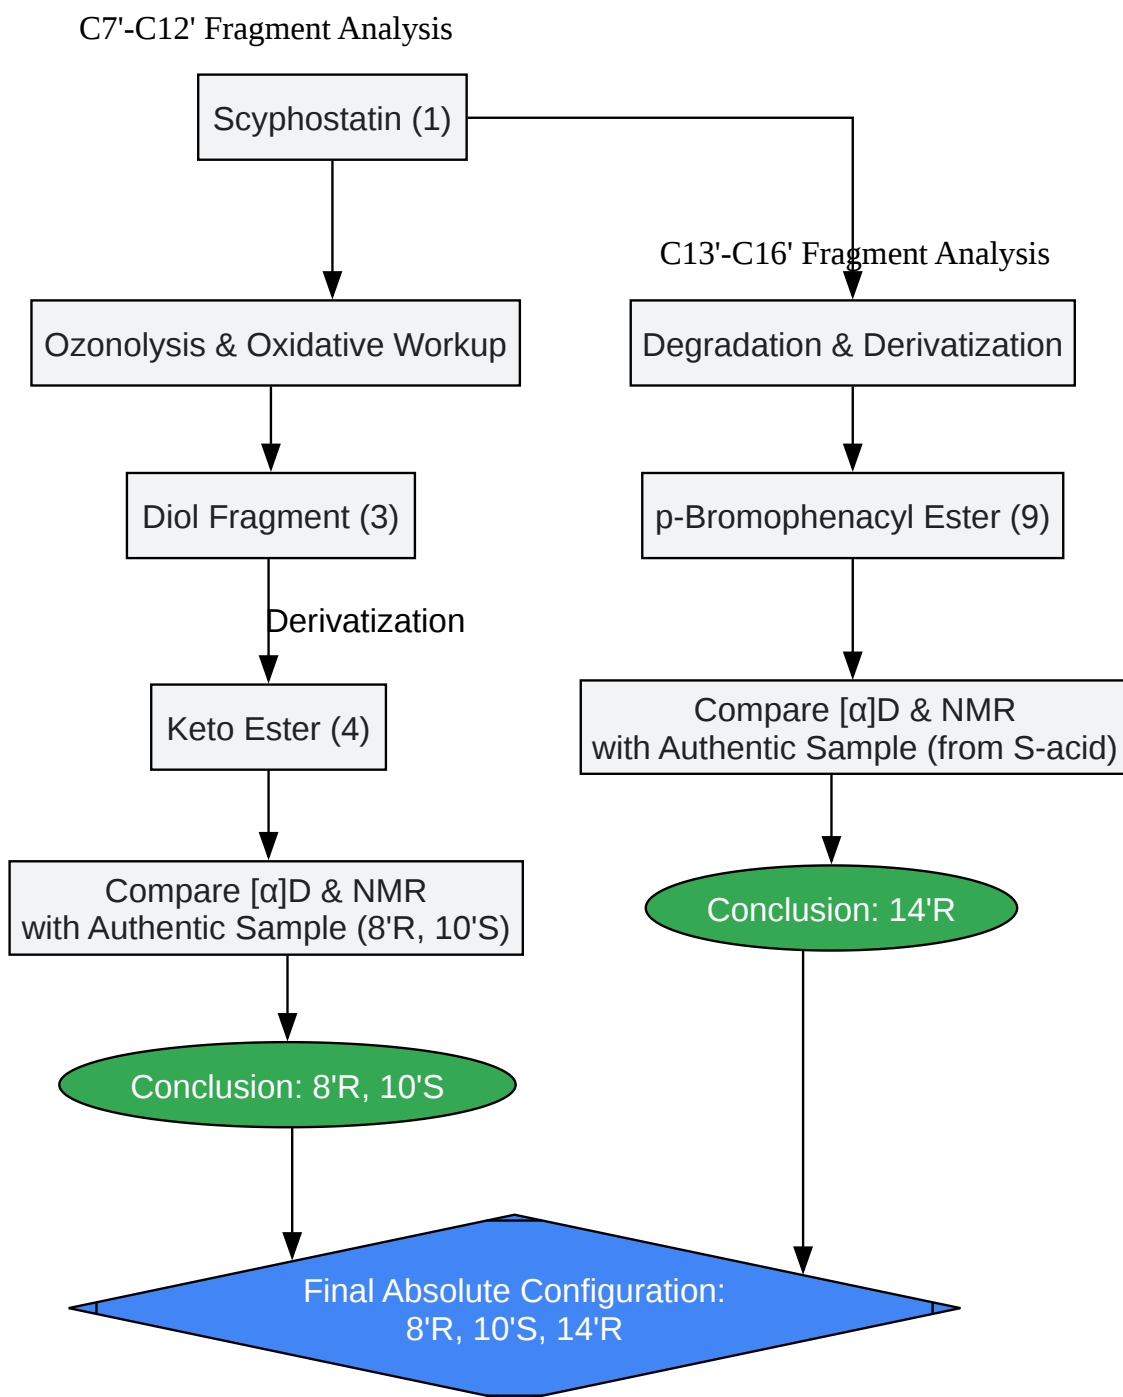 C7'-C12' Fragment Analysis
Scyphostatin (1)
C13'-C16' Fragment Analysis
Ozonolysis & Oxidative Workup
Degradation & Derivatization
Diol Fragment (3)
p-Bromophenacyl Ester (9)
Derivatization
Keto Ester (4)
Compare [α]D & NMR
with Authentic Sample (from S-acid)
Compare [α]D & NMR
with Authentic Sample (8'R, 10'S)
Conclusion: 14'R
Conclusion: 8'R, 10'S
Final Absolute Configuration:
8'R, 10'S, 14'R